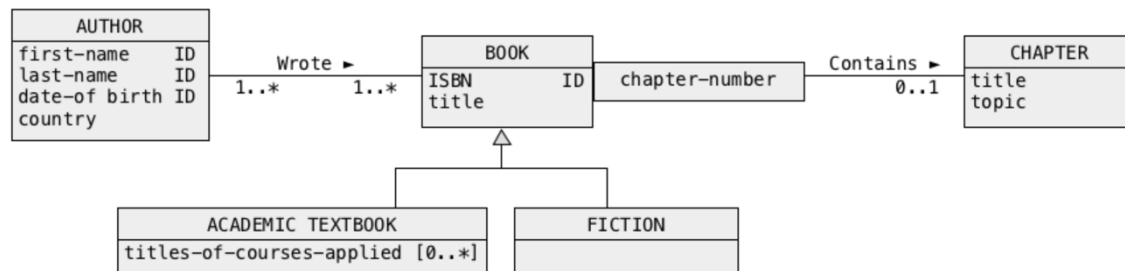 AUTHOR
first-name ID
last-name ID
date-of birth ID
country
Wrote ►
1..* 1..*
BOOK
ISBN ID
title
chapter-number
Contains ►
0..1
CHAPTER
title
topic
ACADEMIC TEXTBOOK
titles-of-courses-applied [0..*]
FICTION